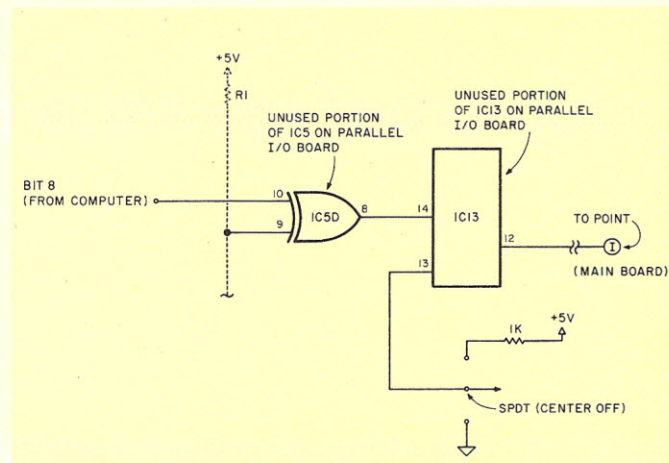 +5V
R1
UNUSED PORTION
OF IC5 ON PARALLEL
I/O BOARD
UNUSED PORTION
OF IC13 ON PARALLEL
I/O BOARD
BIT 8
(FROM COMPUTER)
10
9
IC5D
8
14
13
IC13
12
TO POINT
I
(MAIN BOARD)
+5V
1K
SPDT (CENTER OFF)